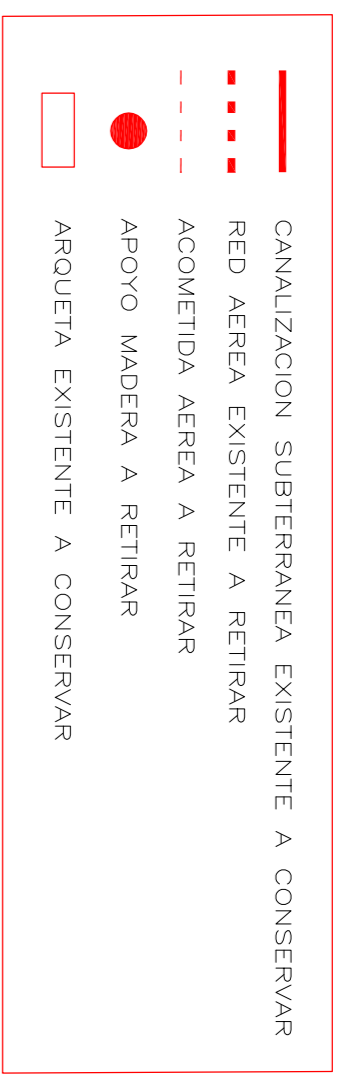 CANALIZACION SUBTERRANEA EXISTENTE A CONSERVAR
RED AEREA EXISTENTE A RETIRAR
ACOMETIDA AEREA A RETIRAR
APOYO MADERA A RETIRAR
ARQUETA EXISTENTE A CONSERVAR